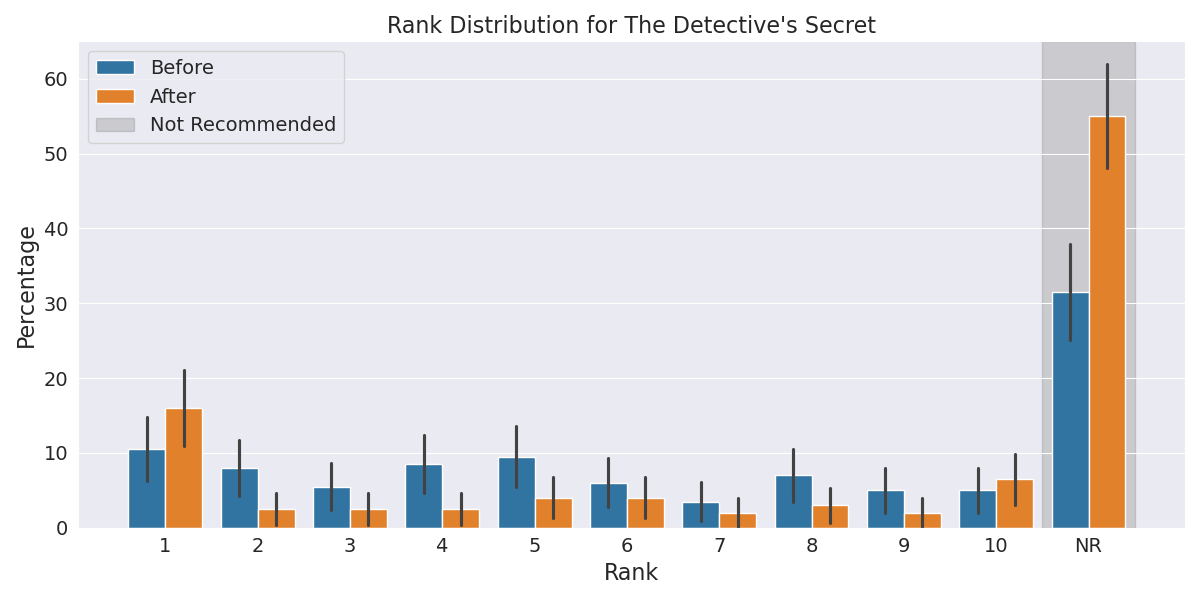 Rank Distribution for The Detective's Secret
Before
After
Not Recommended
Percentage
60
50
40
30
20
10
0
1 2 3 4 5 6 7 8 9 10 NR
Rank